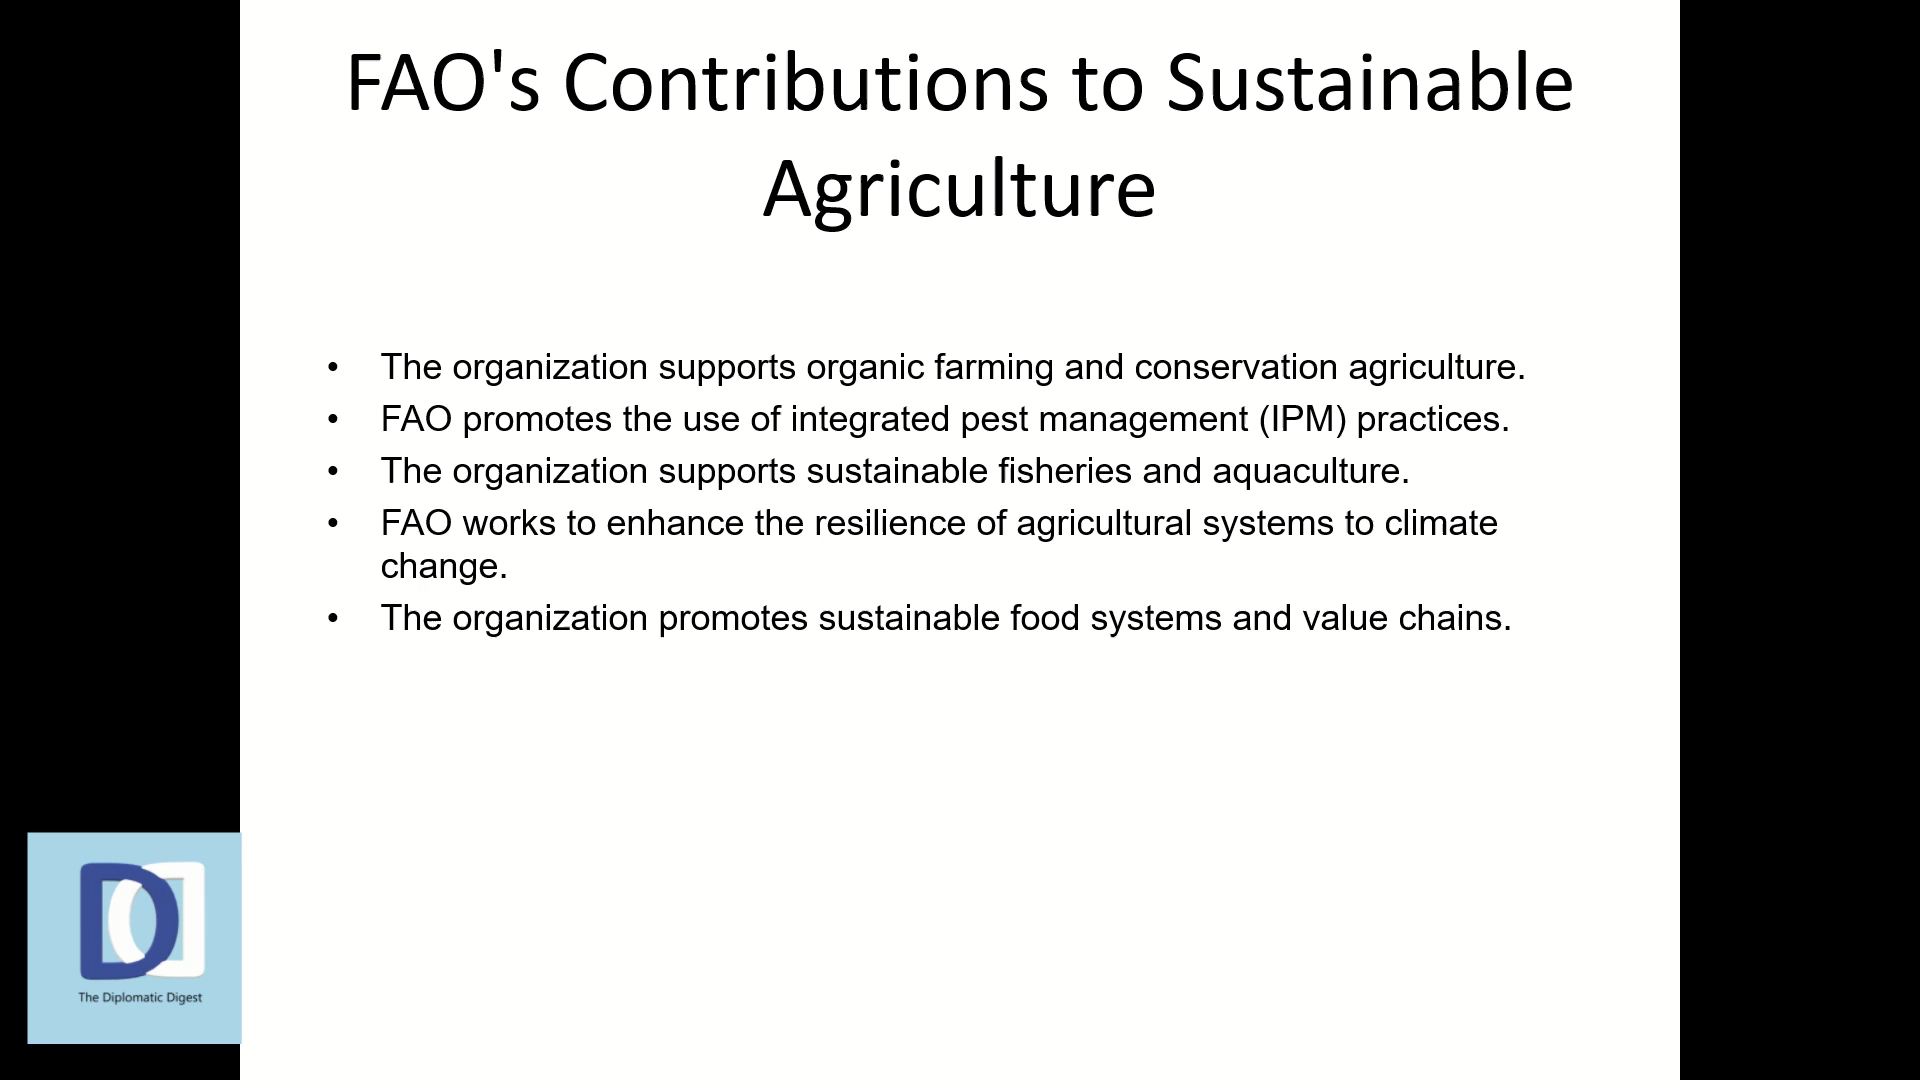 FAO's Contributions to Sustainable
Agriculture
• The organization supports organic farming and conservation agriculture.
• FAO promotes the use of integrated pest management (IPM) practices.
• The organization supports sustainable fisheries and aquaculture.
• FAO works to enhance the resilience of agricultural systems to climate
change.
• The organization promotes sustainable food systems and value chains.
The Diplomatic Digest